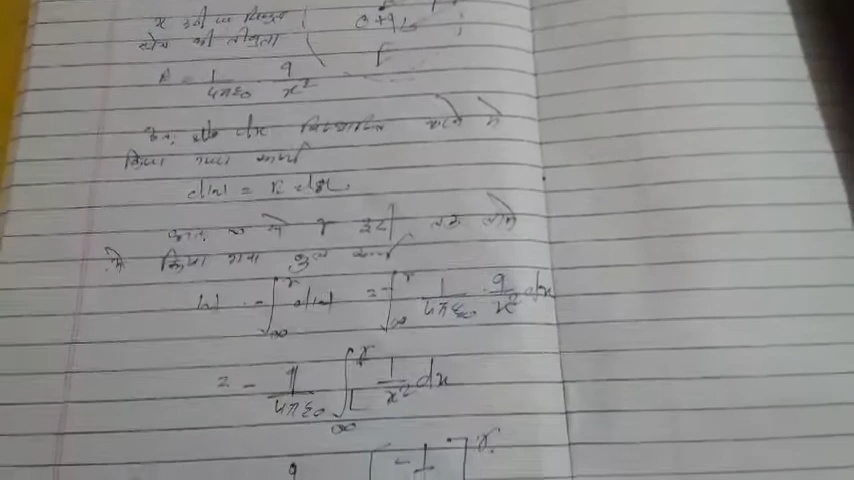 x दूरी पर विद्युत
क्षेत्र की तीव्रता
E = 1/4πε₀ q/x²
अतः dx विस्थापित करने में
किया गया कार्य
dw = E dx.
अतः ∞ से r दूरी तक लाने
में किया गया कुल कार्य
W = -∫_∞^r dw = -∫_∞^r 1/4πε₀ · q/x² dx
= - q/4πε₀ ∫_∞^r 1/x² dx
q [ - 1 ]^r